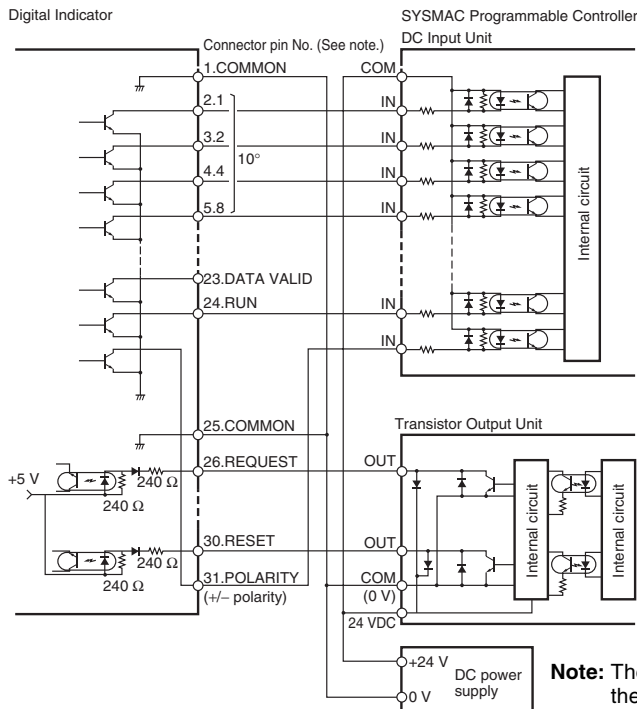 Digital Indicator
SYSMAC Programmable Controller
DC Input Unit
Connector pin No. (See note.)
1.COMMON
COM
2.1
IN
3.2
IN
10°
4.4
IN
5.8
IN
Internal circuit
23.DATA VALID
24.RUN
IN
IN
25.COMMON
Transistor Output Unit
26.REQUEST
OUT
+5 V
240 Ω
240 Ω
Internal circuit
Internal circuit
30.RESET
OUT
240 Ω
240 Ω
31.POLARITY
(+/− polarity)
COM
(0 V)
24 VDC
+24 V
DC power
supply
0 V
Note: The
the